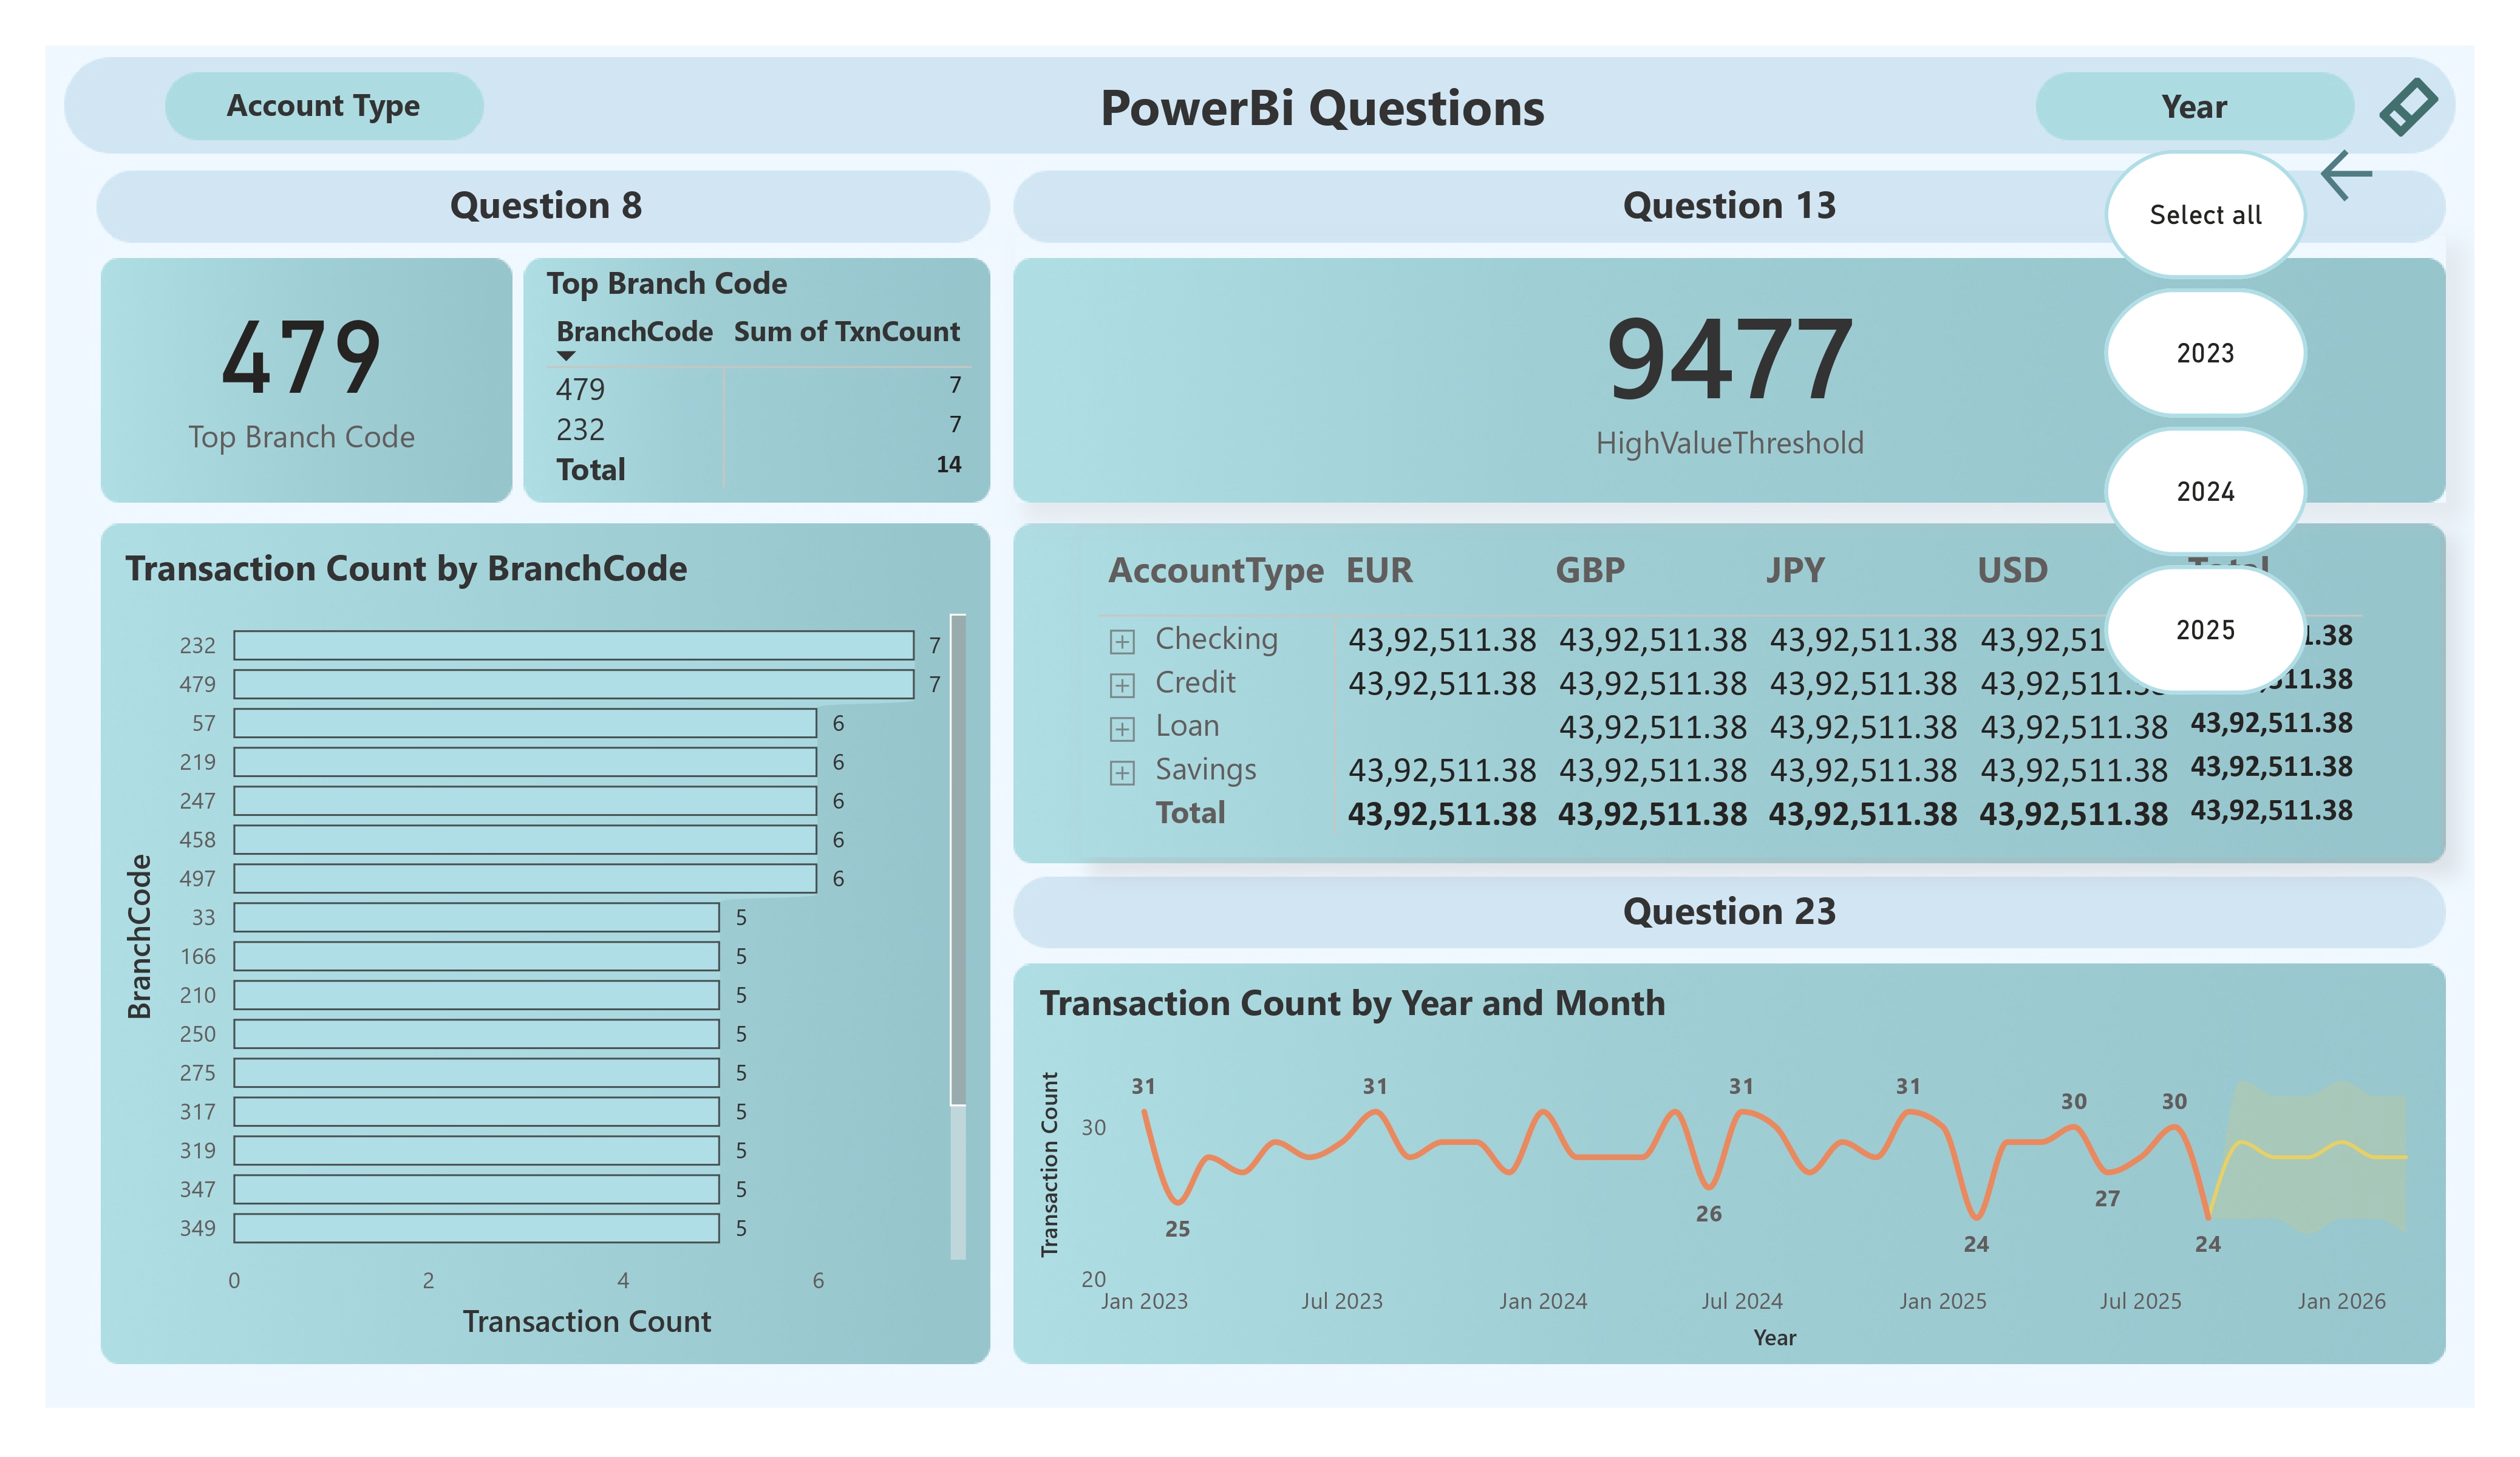 Account Type
PowerBi Questions
Year
Question 8
Question 13
Select all
2023
2024
2025
479
Top Branch Code
Top Branch Code
BranchCode Sum of TxnCount
479 7
232 7
Total 14
9477
HighValueThreshold
Transaction Count by BranchCode
BranchCode
232 7
479 7
57 6
219 6
247 6
458 6
497 6
33 5
166 5
210 5
250 5
275 5
317 5
319 5
347 5
349 5
0 2 4 6
Transaction Count
AccountType EUR GBP JPY USD
Checking 43,92,511.38 43,92,511.38 43,92,511.38 43,92,51 1.38
Credit 43,92,511.38 43,92,511.38 43,92,511.38 43,92,511.38 511.38
Loan 43,92,511.38 43,92,511.38 43,92,511.38 43,92,511.38
Savings 43,92,511.38 43,92,511.38 43,92,511.38 43,92,511.38 43,92,511.38
Total 43,92,511.38 43,92,511.38 43,92,511.38 43,92,511.38 43,92,511.38
Question 23
Transaction Count by Year and Month
Transaction Count
30
20
31 31 31 31 30 30
25 26 24 27 24
Jan 2023 Jul 2023 Jan 2024 Jul 2024 Jan 2025 Jul 2025 Jan 2026
Year